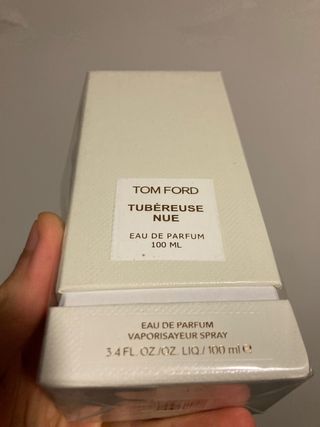 TOM FORD
TUBÉREUSE
NUE
EAU DE PARFUM
100 ML
EAU DE PARFUM
VAPORISAYEUR SPRAY
3.4 FL. OZ./OZ. LIQ./100 ml ℮